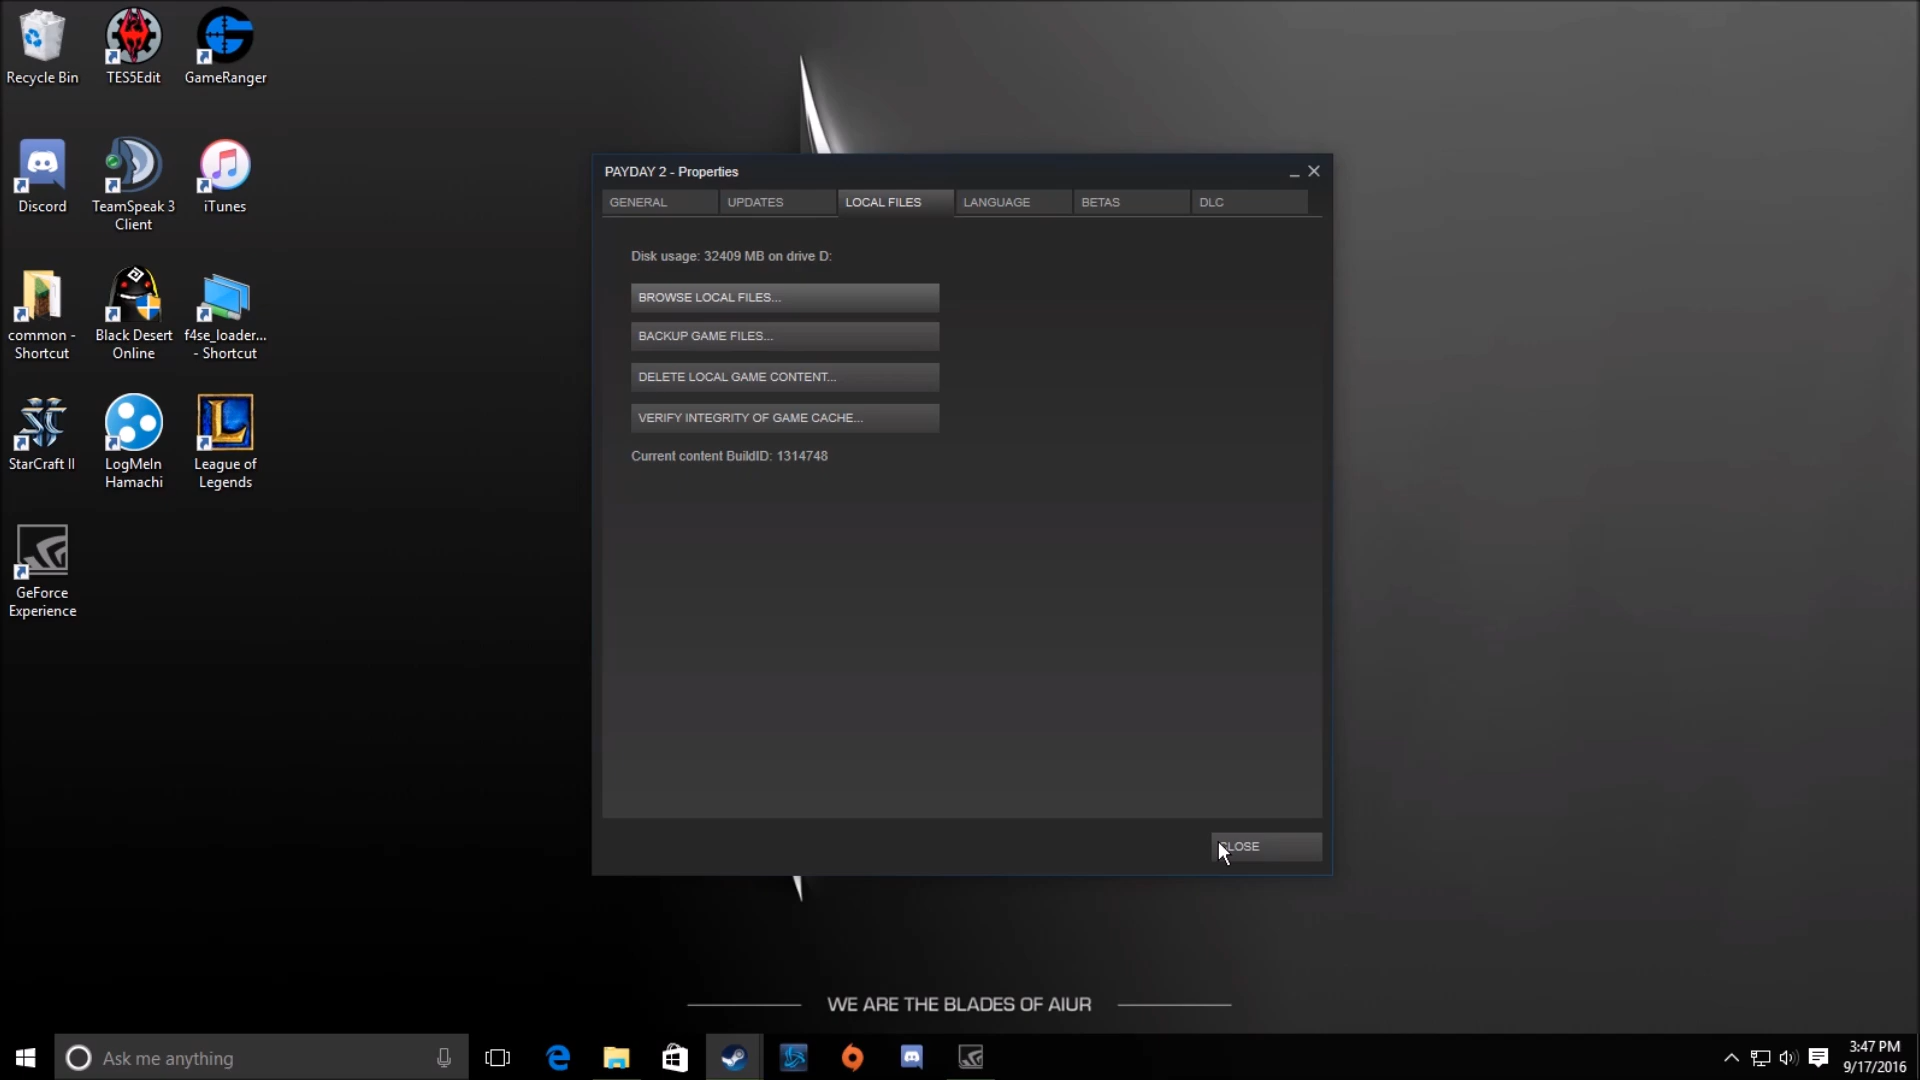 Recycle Bin
TES5Edit
GameRanger
Discord
TeamSpeak 3
Client
iTunes
common -
Shortcut
Black Desert
Online
f4se_loader...
- Shortcut
StarCraft II
LogMeIn
Hamachi
League of
Legends
GeForce
Experience
PAYDAY 2 - Properties
GENERAL
UPDATES
LOCAL FILES
LANGUAGE
BETAS
DLC
Disk usage: 32409 MB on drive D:
BROWSE LOCAL FILES...
BACKUP GAME FILES...
DELETE LOCAL GAME CONTENT...
VERIFY INTEGRITY OF GAME CACHE...
Current content BuildID: 1314748
CLOSE
WE ARE THE BLADES OF AIUR
Ask me anything
3:47 PM
9/17/2016